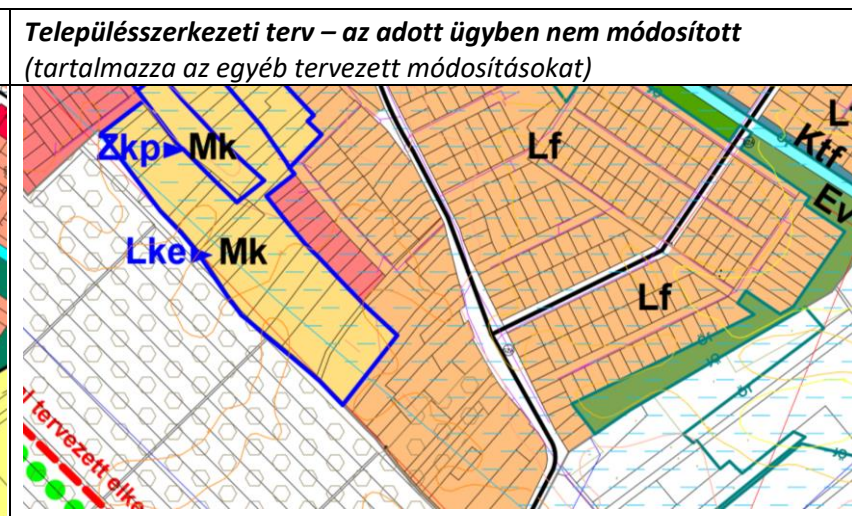 Településszerkezeti terv – az adott ügyben nem módosított
(tartalmazza az egyéb tervezett módosításokat)
Zkp Mk
Lf
Ktf
Ev
Lke Mk
Lf
tervezett elke